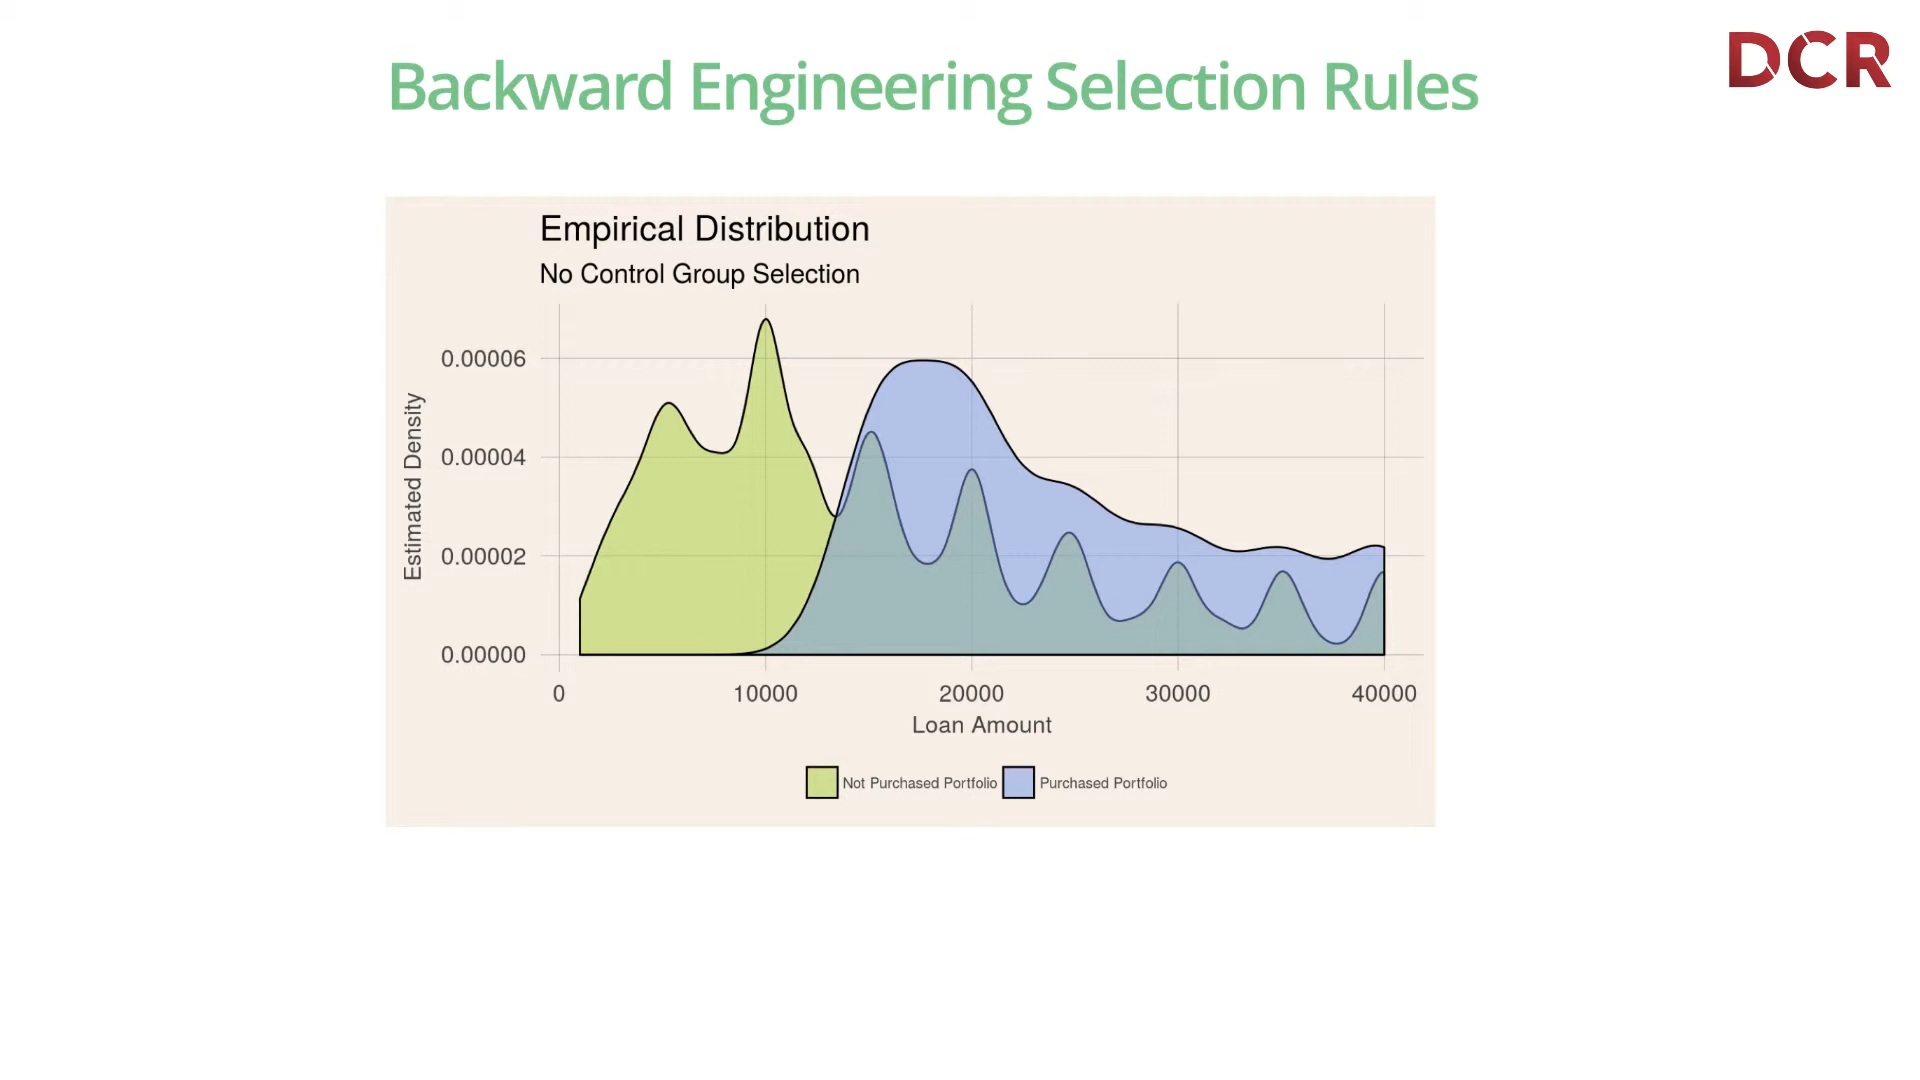 DCR
Backward Engineering Selection Rules
Empirical Distribution
No Control Group Selection
Estimated Density
0.00006
0.00004
0.00002
0.00000
0 10000 20000 30000 40000
Loan Amount
Not Purchased Portfolio Purchased Portfolio